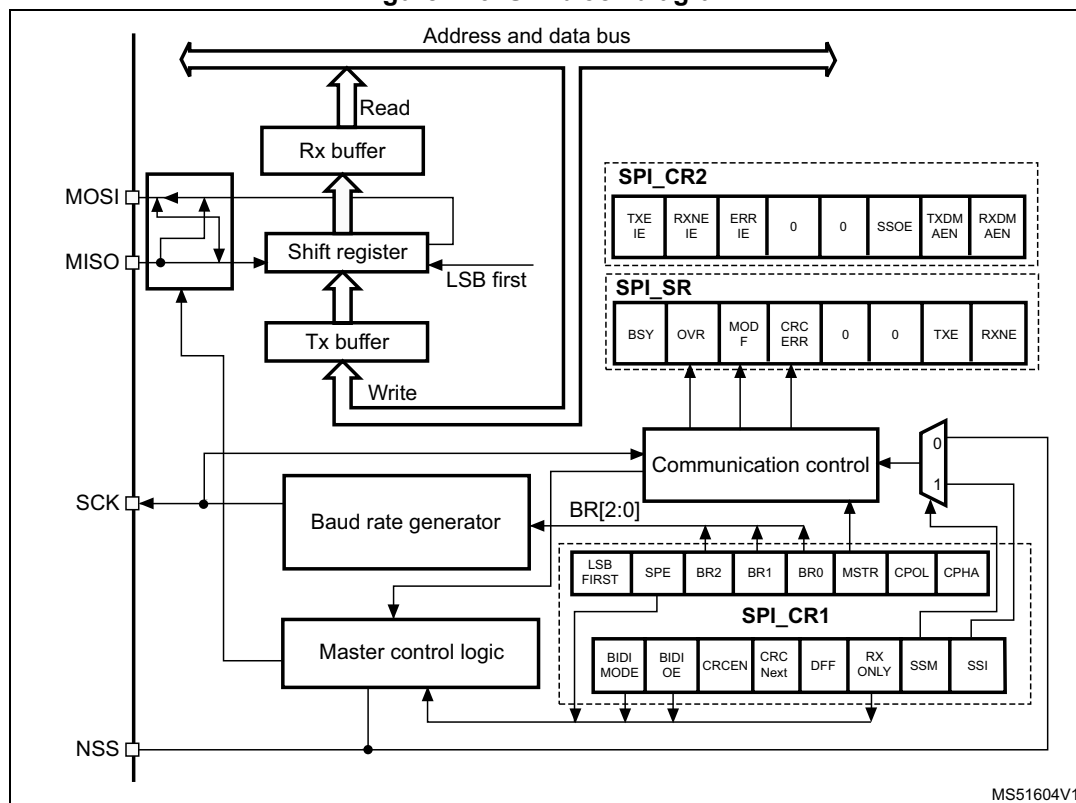 Address and data bus
Read
Rx buffer
MOSI
MISO
Shift register
LSB first
Tx buffer
Write
SPI_CR2
TXE
IE
RXNE
IE
ERR
IE
0
0
SSOE
TXDM
AEN
RXDM
AEN
SPI_SR
BSY
OVR
MOD
F
CRC
ERR
0
0
TXE
RXNE
Communication control
0
1
SCK
Baud rate generator
BR[2:0]
LSB
FIRST
SPE
BR2
BR1
BR0
MSTR
CPOL
CPHA
SPI_CR1
Master control logic
BIDI
MODE
BIDI
OE
CRCEN
CRC
Next
DFF
RX
ONLY
SSM
SSI
NSS
MS51604V1